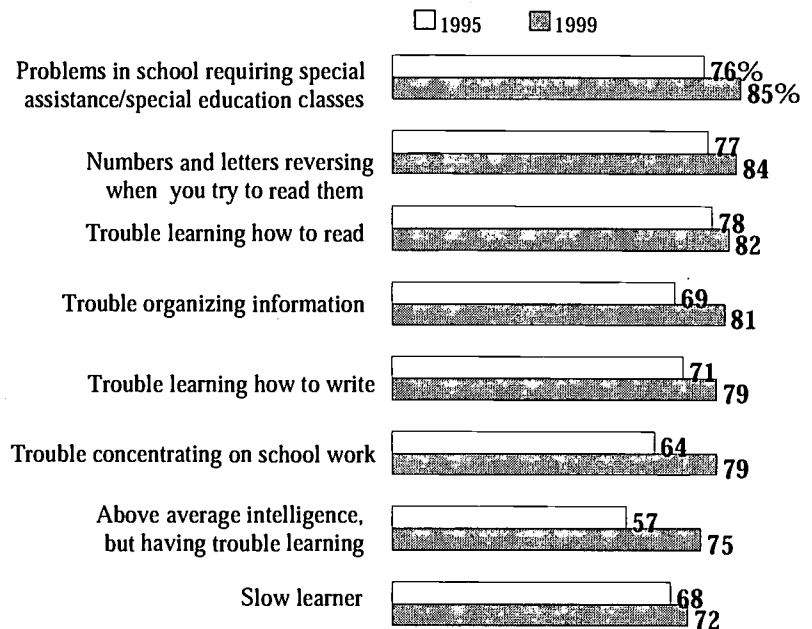 1995 1999
Problems in school requiring special
assistance/special education classes
76%
85%
Numbers and letters reversing
when you try to read them
77
84
Trouble learning how to read
78
82
Trouble organizing information
69
81
Trouble learning how to write
71
79
Trouble concentrating on school work
64
79
Above average intelligence,
but having trouble learning
57
75
Slow learner
68
72